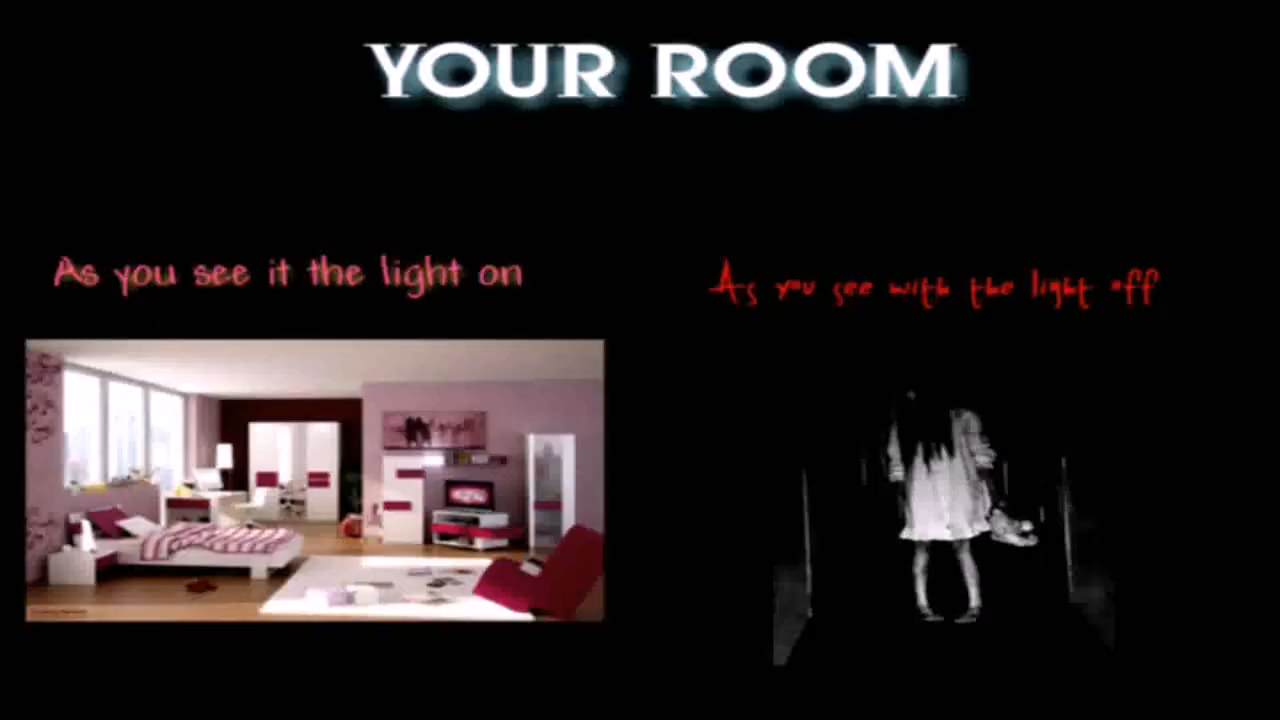 YOUR ROOM
As you see it the light on
As you see with the light off